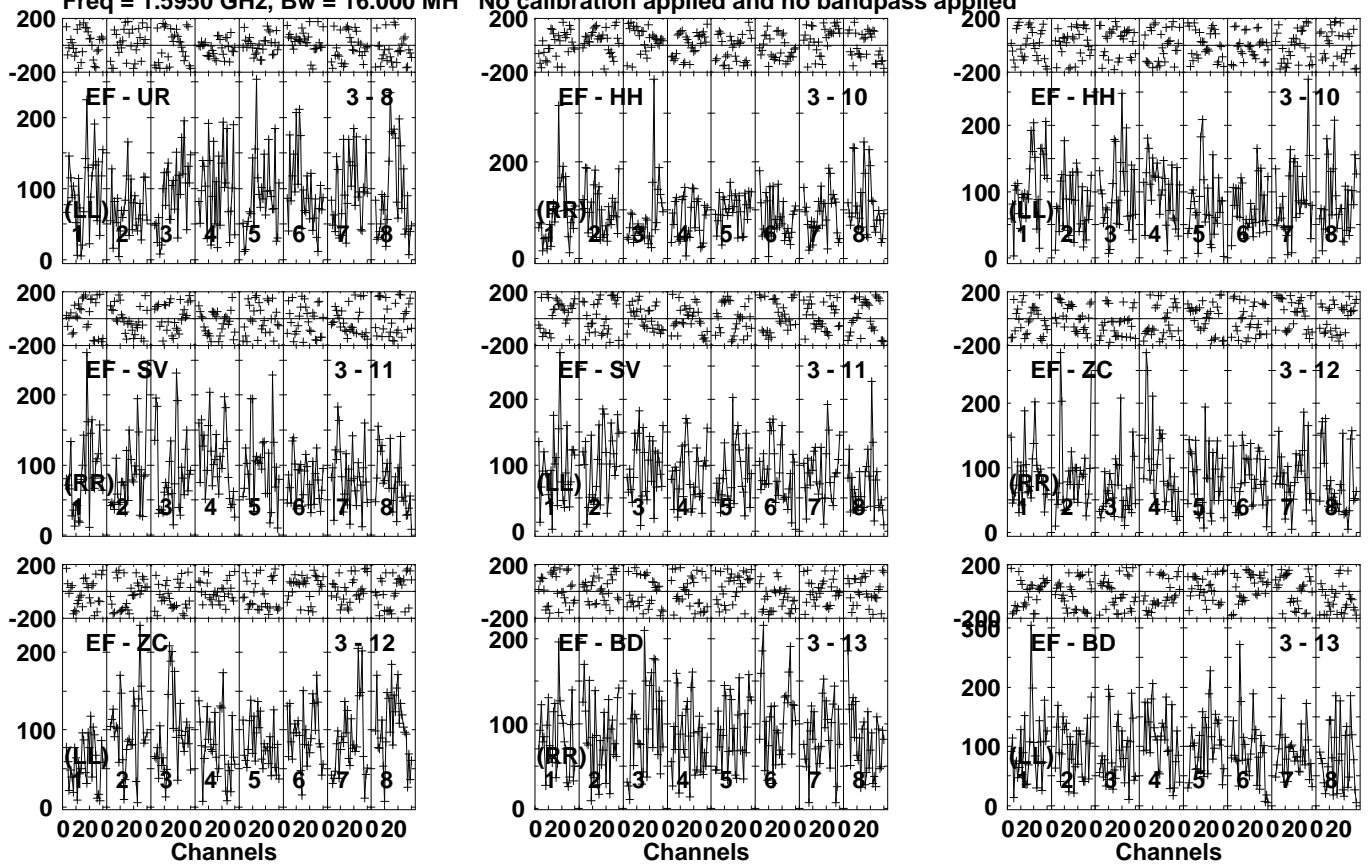 Freq = 1.5950 GHz, Bw = 16.000 MH No calibration applied and no bandpass applied
200 200 200
-200 -200 -200
EF - UR 3 - 8 EF - HH 3 - 10 EF - HH 3 - 10
200 200 200
100 100
(LL) (RR) (LL)
1 2 3 4 5 6 7 8 1 2 3 4 5 6 7 8 1 2 3 4 5 6 7 8
0 0 0
200 200 200
-200 -200 -200
EF - SV 3 - 11 EF - SV 3 - 11 EF - ZC 3 - 12
200 200 200
100 100 100
(RR) (LL) (RR)
1 2 3 4 5 6 7 8 1 2 3 4 5 6 7 8 1 2 3 4 5 6 7 8
0 0 0
200 200 200
-200 -200 -200
300
EF - ZC 3 - 12 EF - BD 3 - 13 EF - BD 3 - 13
200 200 200
100 100 100
(LL) (RR) (LL)
1 2 3 4 5 6 7 8 1 2 3 4 5 6 7 8 1 2 3 4 5 6 7 8
0 0 0
0 20 0 20 0 20 0 20 0 20 0 20 0 20 0 20 0 20 0 20 0 20 0 20 0 20 0 20 0 20 0 20 0 20 0 20 0 20 0 20 0 20 0 20 0 20 0 20
Channels Channels Channels